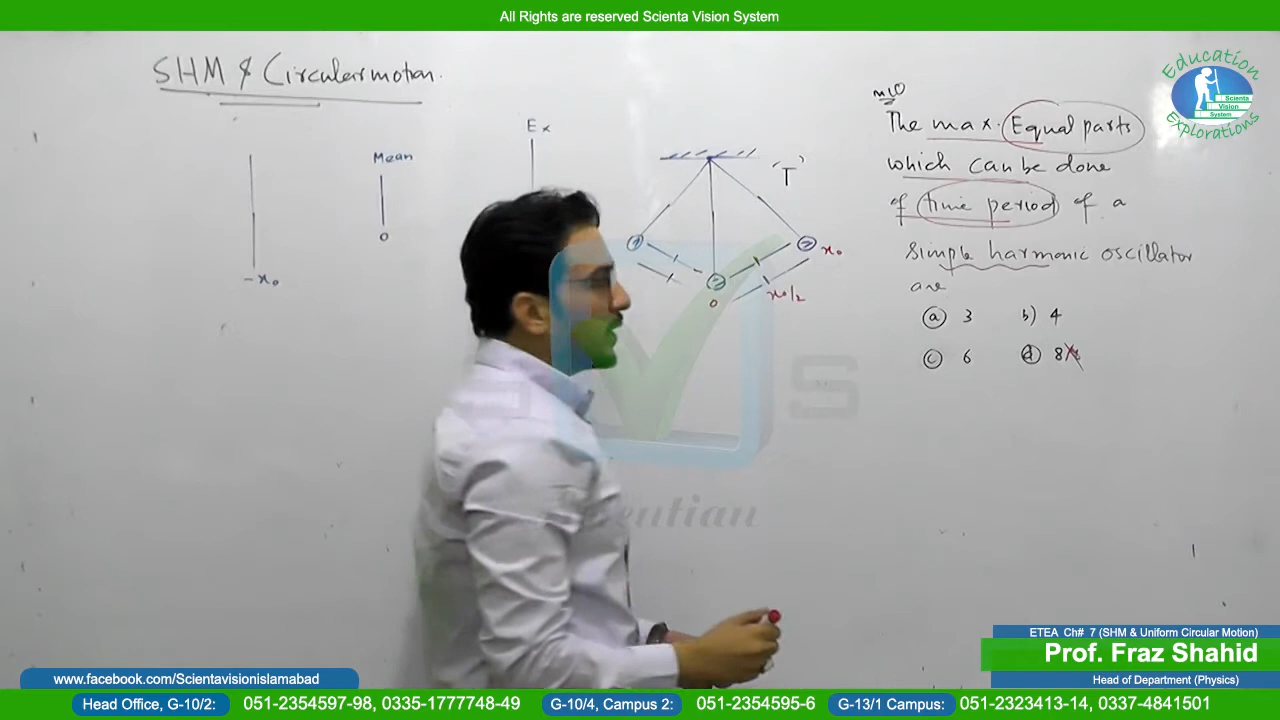 All Rights are reserved Scienta Vision System
SHM & Circular motion.
Mean
0
-x₀
Ex
'T'
x₀
x₀/2
0
MCQ
The max. Equal parts
which can be done
of time period of a
simple harmonic oscillator
are
(a) 3 b) 4
(c) 6 (d) 8
Education
Scienta
Vision
System
Explorations
S
Scientian
ETEA Ch# 7 (SHM & Uniform Circular Motion)
Prof. Fraz Shahid
Head of Department (Physics)
www.facebook.com/Scientavisionislamabad
Head Office, G-10/2: 051-2354597-98, 0335-1777748-49 G-10/4, Campus 2: 051-2354595-6 G-13/1 Campus: 051-2323413-14, 0337-4841501